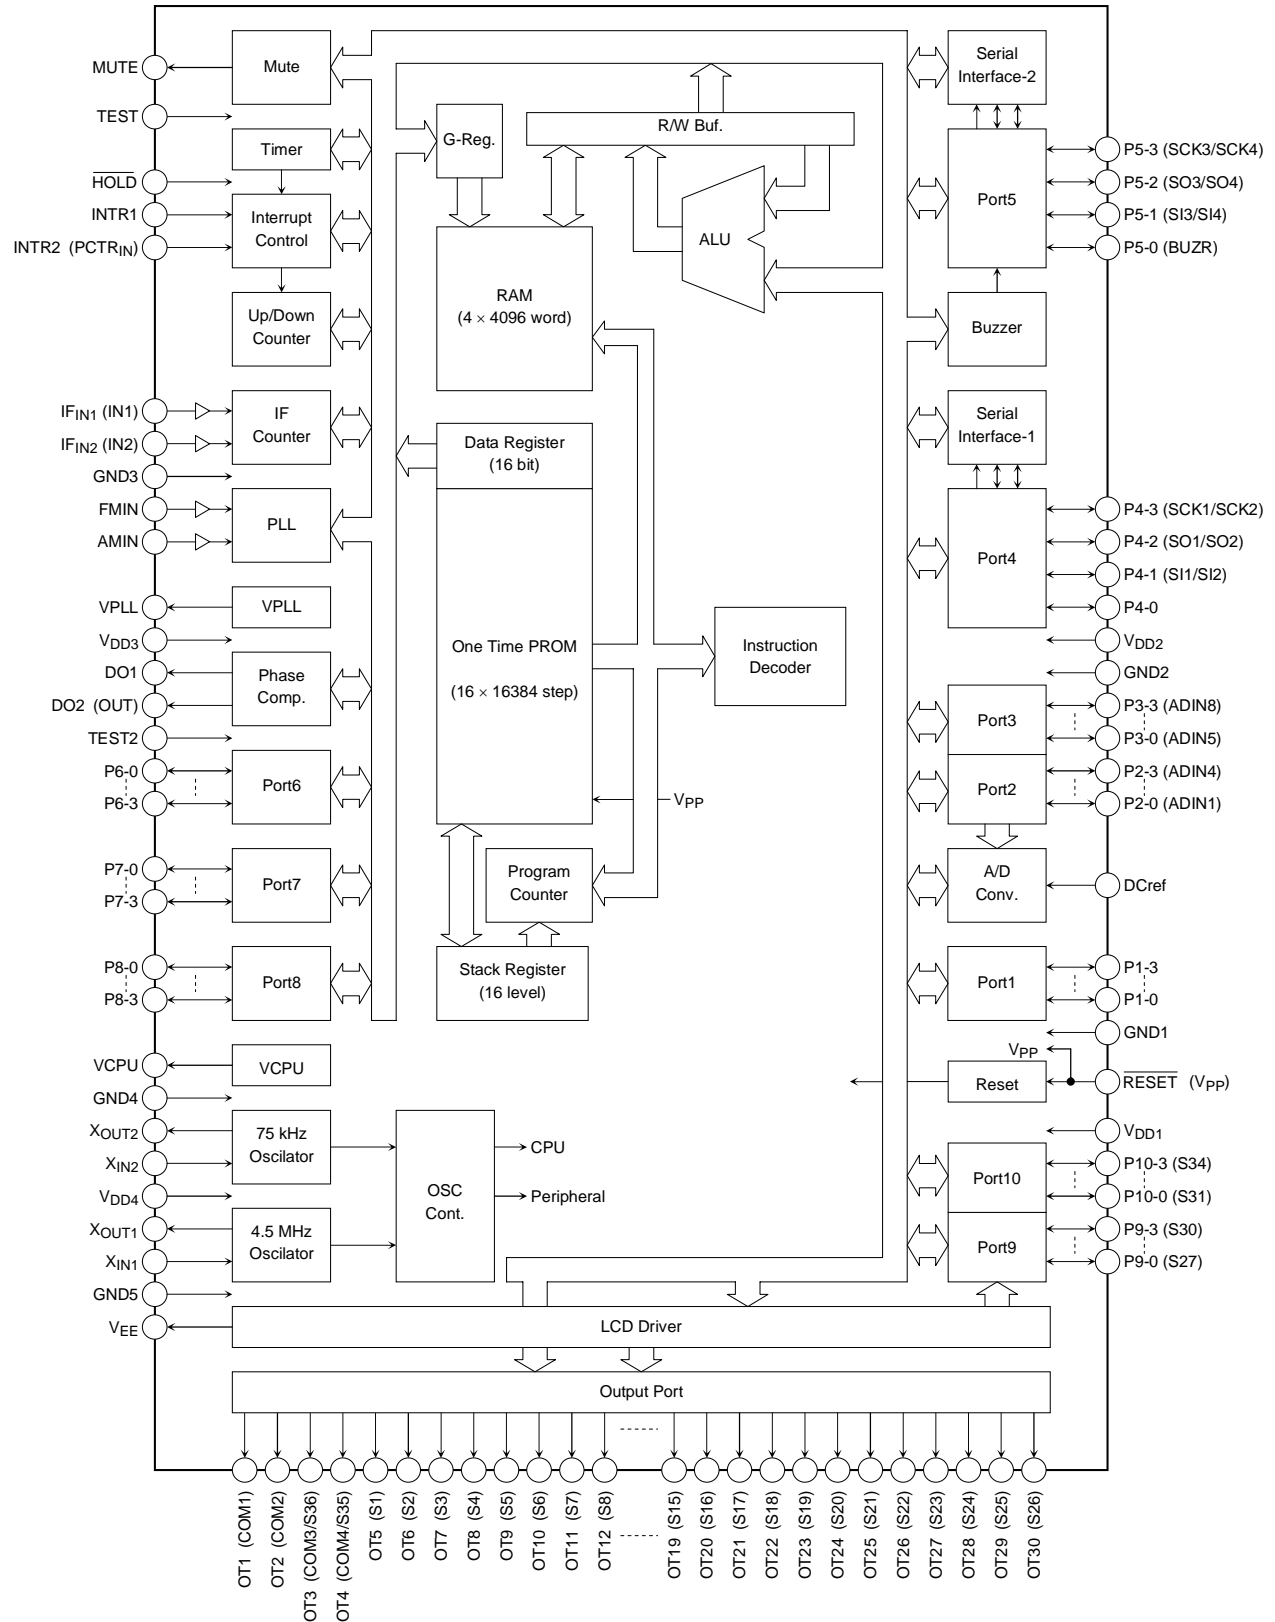 MUTE
TEST
HOLD
INTR1
INTR2 (PCTRIN)
IFIN1 (IN1)
IFIN2 (IN2)
GND3
FMIN
AMIN
VPLL
VDD3
DO1
DO2 (OUT)
TEST2
P6-0
P6-3
P7-0
P7-3
P8-0
P8-3
VCPU
GND4
XOUT2
XIN2
VDD4
XOUT1
XIN1
GND5
VEE
Mute
Timer
Interrupt
Control
Up/Down
Counter
IF
Counter
PLL
VPLL
Phase
Comp.
Port6
Port7
Port8
VCPU
75 kHz
Oscilator
4.5 MHz
Oscilator
OSC
Cont.
CPU
Peripheral
G-Reg.
R/W Buf.
ALU
RAM
(4 × 4096 word)
Data Register
(16 bit)
One Time PROM
(16 × 16384 step)
Instruction
Decoder
VPP
Program
Counter
Stack Register
(16 level)
Serial
Interface-2
Port5
Buzzer
Serial
Interface-1
Port4
Port3
Port2
A/D
Conv.
Port1
VPP
Reset
Port10
Port9
LCD Driver
Output Port
P5-3 (SCK3/SCK4)
P5-2 (SO3/SO4)
P5-1 (SI3/SI4)
P5-0 (BUZR)
P4-3 (SCK1/SCK2)
P4-2 (SO1/SO2)
P4-1 (SI1/SI2)
P4-0
VDD2
GND2
P3-3 (ADIN8)
P3-0 (ADIN5)
P2-3 (ADIN4)
P2-0 (ADIN1)
DCref
P1-3
P1-0
GND1
RESET (VPP)
VDD1
P10-3 (S34)
P10-0 (S31)
P9-3 (S30)
P9-0 (S27)
OT1 (COM1)
OT2 (COM2)
OT3 (COM3/S36)
OT4 (COM4/S35)
OT5 (S1)
OT6 (S2)
OT7 (S3)
OT8 (S4)
OT9 (S5)
OT10 (S6)
OT11 (S7)
OT12 (S8)
OT19 (S15)
OT20 (S16)
OT21 (S17)
OT22 (S18)
OT23 (S19)
OT24 (S20)
OT25 (S21)
OT26 (S22)
OT27 (S23)
OT28 (S24)
OT29 (S25)
OT30 (S26)